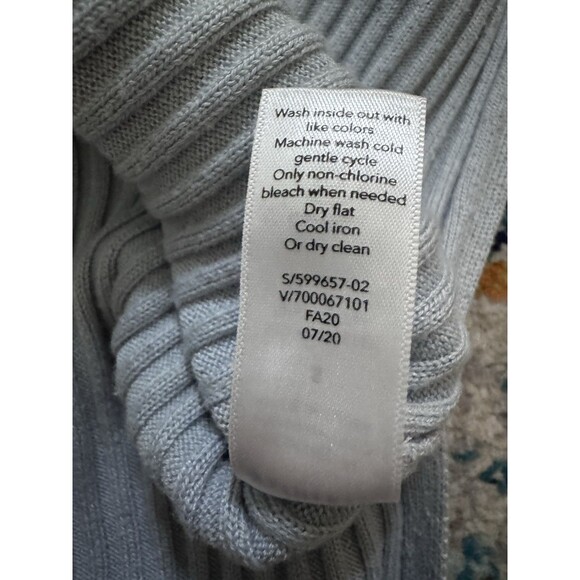 Wash inside out with
like colors
Machine wash cold
gentle cycle
Only non-chlorine
bleach when needed
Dry flat
Cool iron
Or dry clean
S/599657-02
V/700067101
FA20
07/20